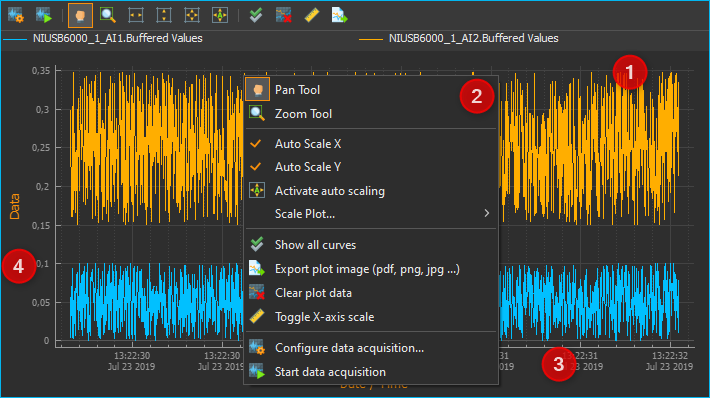 NIUSB6000_1_AI1.Buffered Values
NIUSB6000_1_AI2.Buffered Values
1
0,35
0,3
0,25
0,2
0,15
0,1
0,05
0
Data
4
2
Pan Tool
Zoom Tool
Auto Scale X
Auto Scale Y
Activate auto scaling
Scale Plot...
Show all curves
Export plot image (pdf, png, jpg ...)
Clear plot data
Toggle X-axis scale
Configure data acquisition...
Start data acquisition
3
13:22:30
Jul 23 2019
13:22:30
Jul 23 2019
:31
2019
13:22:31
Jul 23 2019
13:22:32
Jul 23 2019
Date / Time